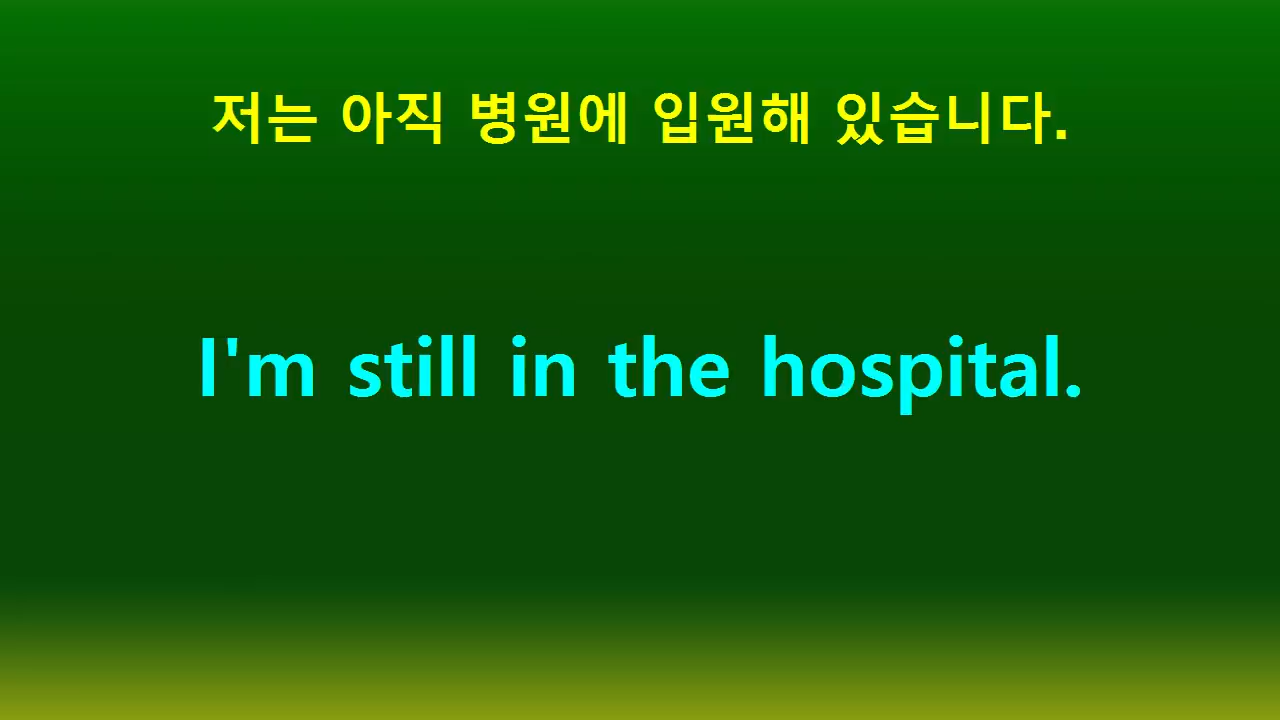 저는 아직 병원에 입원해 있습니다.
I'm still in the hospital.